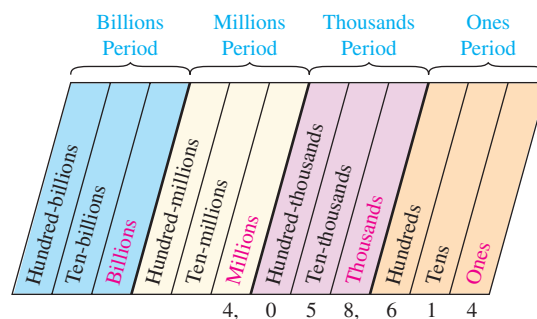 Billions Millions Thousands Ones
Period Period Period Period
Hundred-billions
Ten-billions
Billions
Hundred-millions
Ten-millions
Millions
Hundred-thousands
Ten-thousands
Thousands
Hundreds
Tens
Ones
4, 0 5 8, 6 1 4